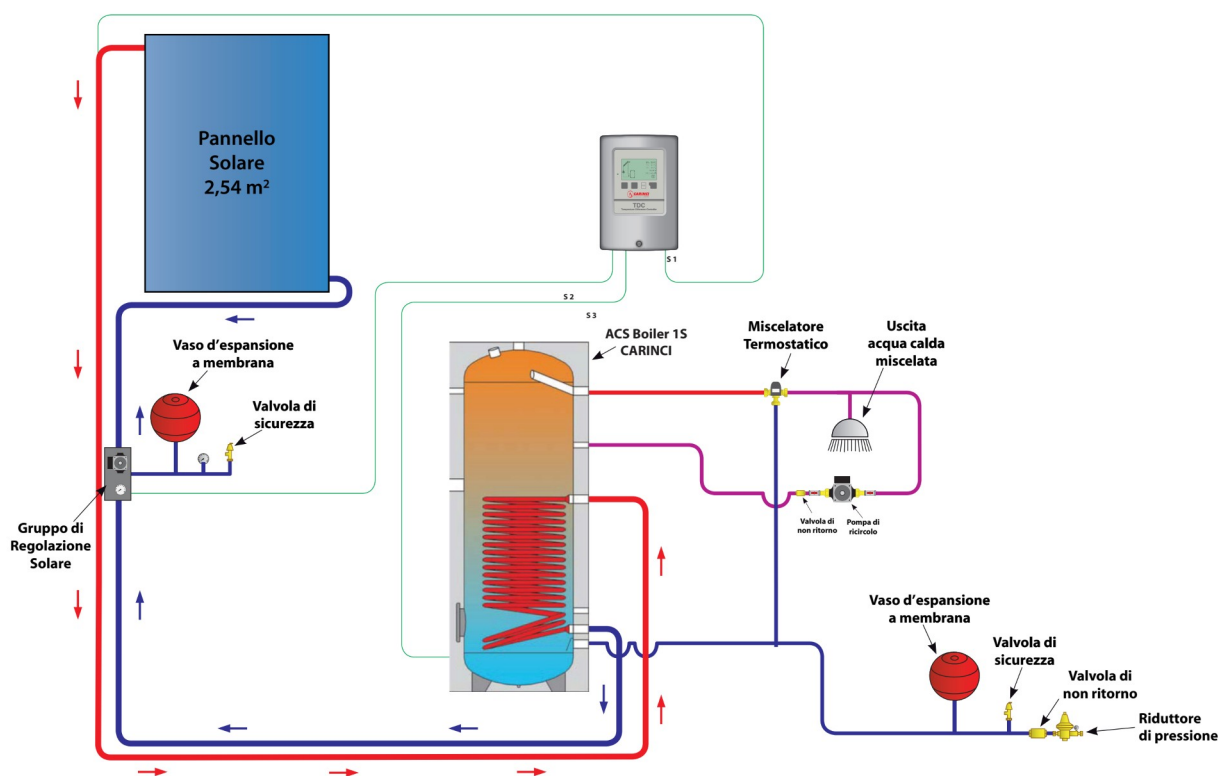 Pannello
Solare
2,54 m²
CARINCI
TDC
S 1
S 2
S 3
ACS Boiler 1S
CARINCI
Miscelatore
Termostatico
Uscita
acqua calda
miscelata
Vaso d’espansione
a membrana
Valvola di
sicurezza
Gruppo di
Regolazione
Solare
Valvola di
non ritorno
Pompa di
ricircolo
Vaso d’espansione
a membrana
Valvola di
sicurezza
Valvola di
non ritorno
Riduttore
di pressione